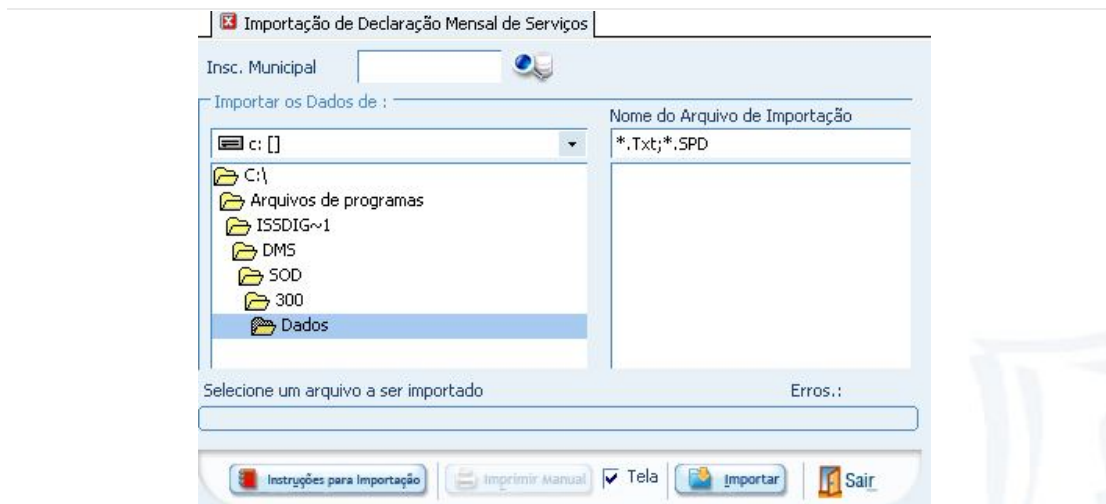 Importação de Declaração Mensal de Serviços
Insc. Municipal
Importar os Dados de :
Nome do Arquivo de Importação
c: []
*.Txt;*.SPD
C:\
Arquivos de programas
ISSDIG~1
DMS
SOD
300
Dados
Selecione um arquivo a ser importado
Erros.:
Instruções para Importação
Imprimir Manual
Tela
Importar
Sair